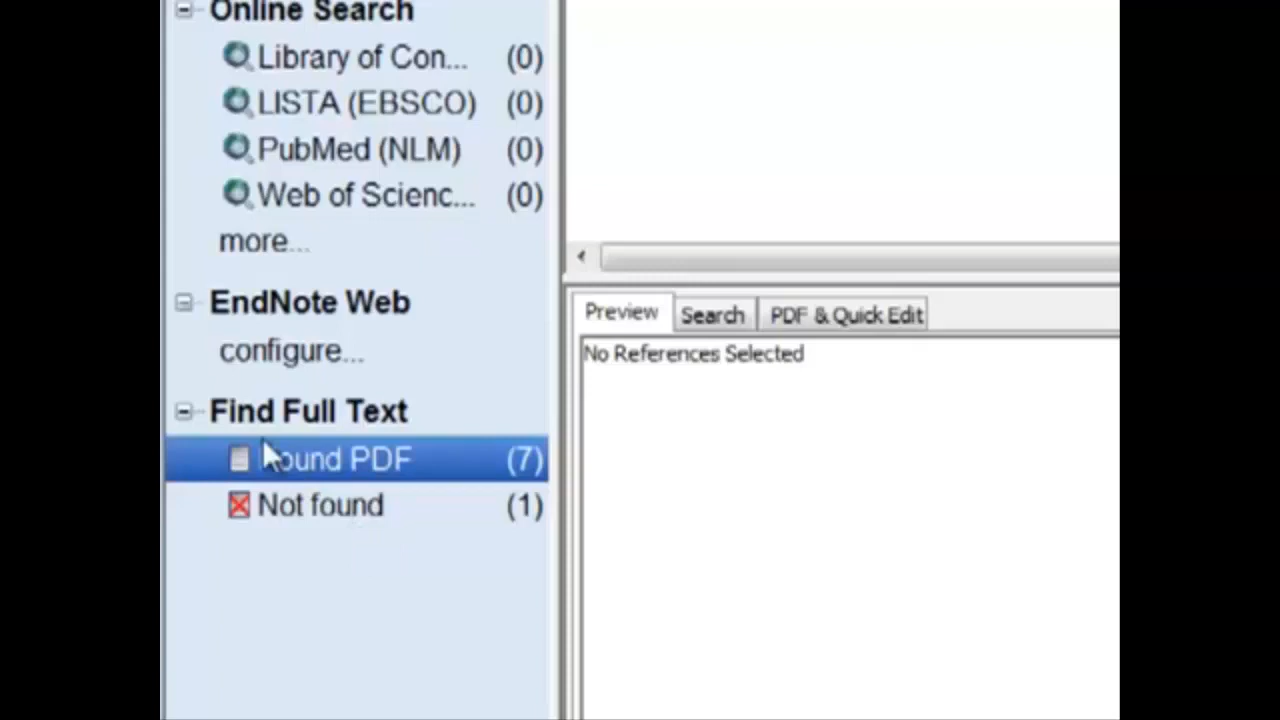 Online Search
Library of Con... (0)
LISTA (EBSCO) (0)
PubMed (NLM) (0)
Web of Scienc... (0)
more...
EndNote Web
configure...
Find Full Text
Found PDF (7)
Not found (1)
Preview Search PDF & Quick Edit
No References Selected